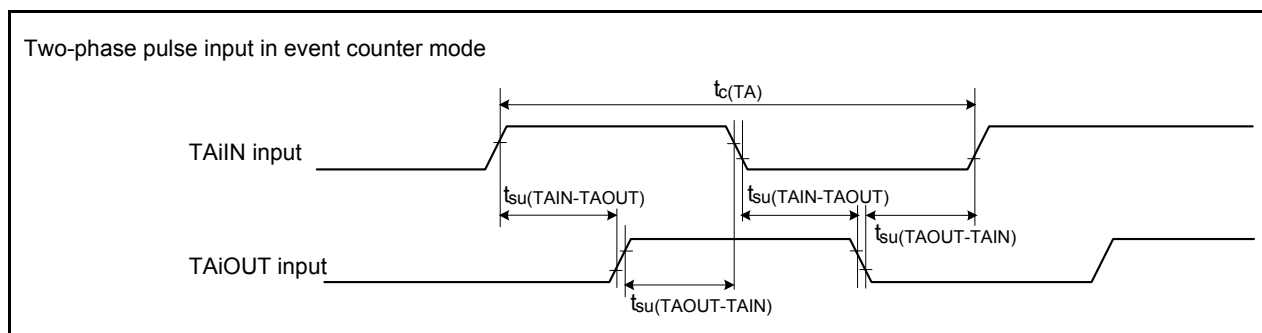 Two-phase pulse input in event counter mode
tc(TA)
TAiIN input
tsu(TAIN-TAOUT)
tsu(TAIN-TAOUT)
tsu(TAOUT-TAIN)
TAiOUT input
tsu(TAOUT-TAIN)